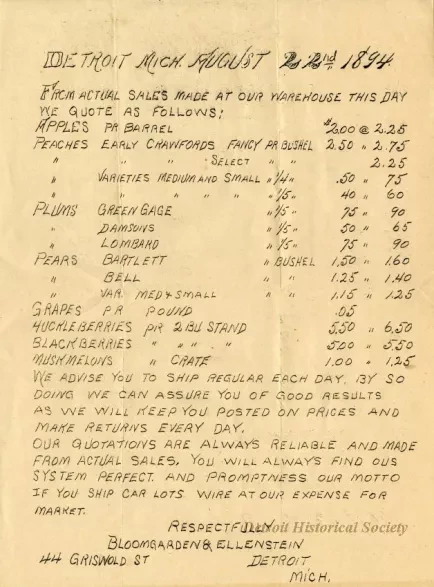 DETROIT MICH. AUGUST 22nd 1894.
FROM ACTUAL SALES MADE AT OUR WAREHOUSE THIS DAY
WE QUOTE AS FOLLOWS;
APPLES PR BARREL $2.00 @ 2.25
PEACHES EARLY CRAWFORDS FANCY PR BUSHEL 2.50 " 2.75
" " " SELECT " " 2.25
" VARIETIES MEDIUM AND SMALL " 1/4" .50 " 75
" " " " " " 1/5" 40 " 60
PLUMS GREEN GAGE " 1/5" 75 " 90
" DAMSONS " 1/5" 50 " 65
" LOMBARD " 1/5" 75 " 90
PEARS BARTLETT " BUSHEL 1.50 " 1.60
" BELL " " 1.25 " 1.40
" VAR. MED & SMALL " " 1.15 " 1.25
GRAPES PR POUND .05
HUCKLEBERRIES PR 2 BU STAND 5.50 " 6.50
BLACKBERRIES " " " . " 5.00 " 5.50
MUSKMELONS " CRATE 1.00 " 1.25
WE ADVISE YOU TO SHIP REGULAR EACH DAY. BY SO
DOING WE CAN ASSURE YOU OF GOOD RESULTS
AS WE WILL KEEP YOU POSTED ON PRICES AND
MAKE RETURNS EVERY DAY.
OUR QUOTATIONS ARE ALWAYS RELIABLE AND MADE
FROM ACTUAL SALES. YOU WILL ALWAYS FIND OUS
SYSTEM PERFECT. AND PROMPTNESS OUR MOTTO
IF YOU SHIP CAR LOTS. WIRE AT OUR EXPENSE FOR
MARKET.
RESPECTFULLY
Detroit Historical Society
BLOOMGARDEN & ELLENSTEIN
44 GRISWOLD ST DETROIT
MICH.